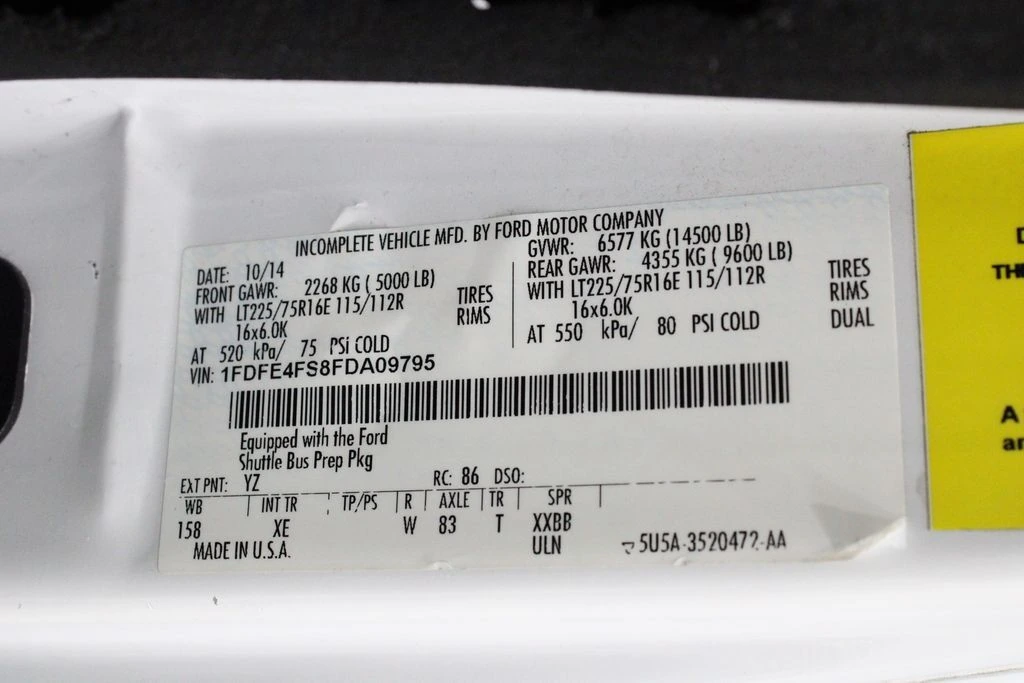 INCOMPLETE VEHICLE MFD. BY FORD MOTOR COMPANY
DATE: 10/14
FRONT GAWR: 2268 KG ( 5000 LB)
WITH LT225/75R16E 115/112R TIRES
16x6.0K RIMS
AT 520 kPa/ 75 PSi COLD
GVWR: 6577 KG (14500 LB)
REAR GAWR: 4355 KG ( 9600 LB)
WITH LT225/75R16E 115/112R TIRES
16x6.0K RIMS
AT 550 kPa/ 80 PSI COLD DUAL
VIN: 1FDFE4FS8FDA09795
Equipped with the Ford
Shuttle Bus Prep Pkg
EXT PNT: YZ RC: 86 DSO:
WB | INT TR | TP/PS | R | AXLE | TR | SPR |
158 XE W 83 T XXBB
ULN
MADE IN U.S.A. 5U5A-3520472-AA
A